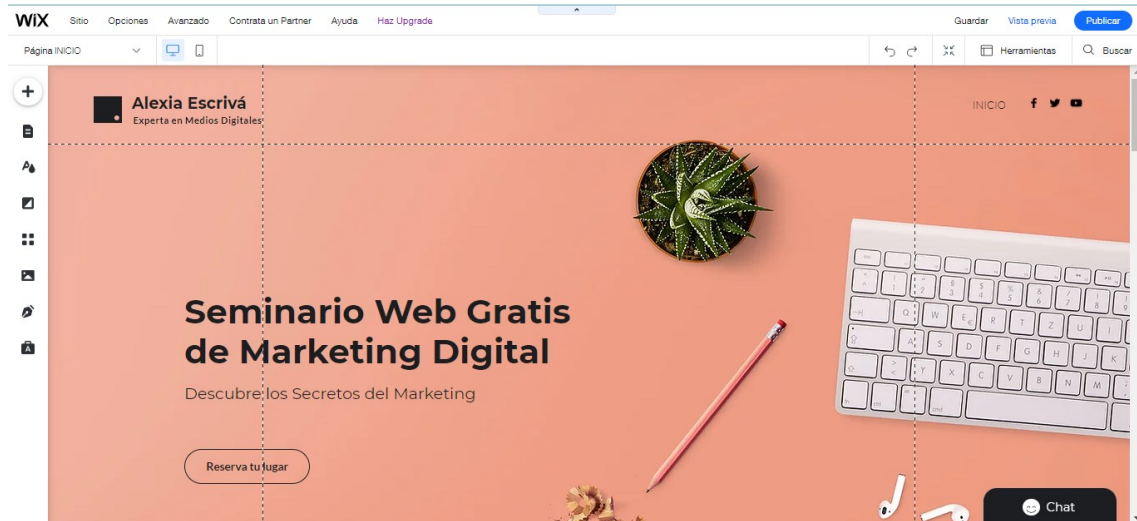 WiX Sitio Opciones Avanzado Contrata un Partner Ayuda Haz Upgrade Guardar Vista previa Publicar
Página INICIO Herramientas Buscar
Alexia Escrivá
Experta en Medios Digitales
INICIO
Seminario Web Gratis
de Marketing Digital
Descubre los Secretos del Marketing
Reserva tu lugar
Chat